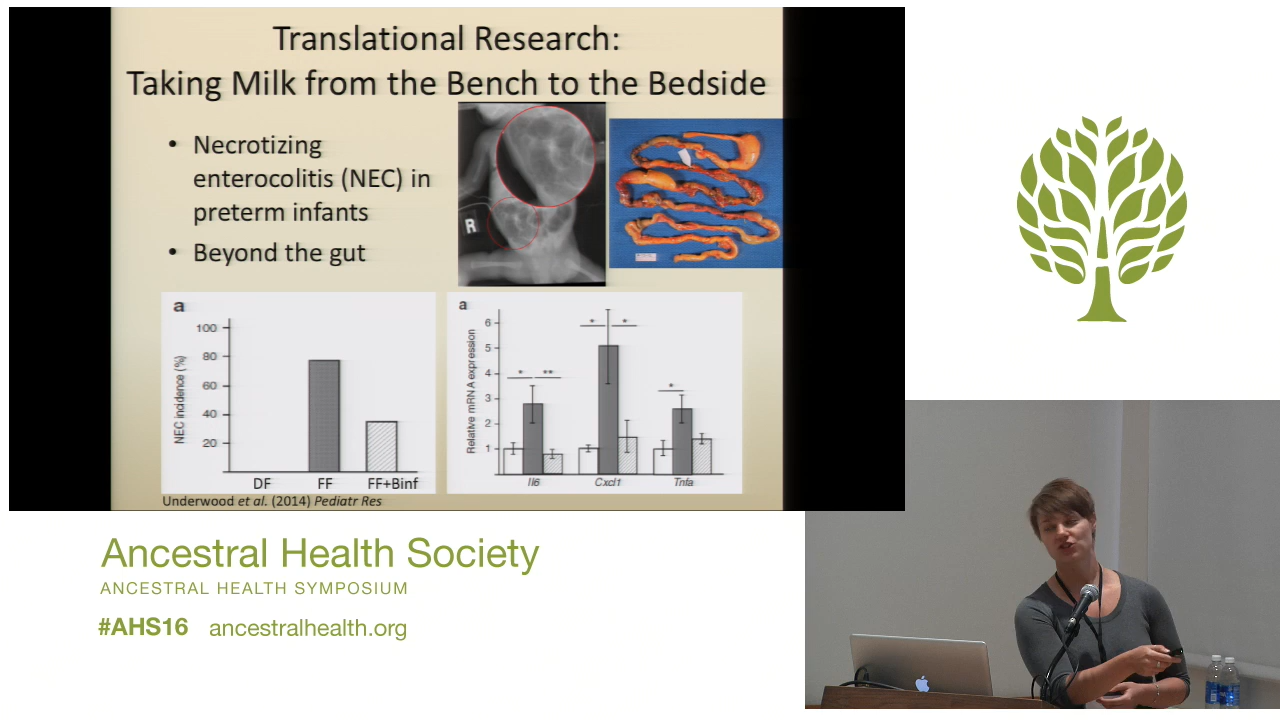 Translational Research:
Taking Milk from the Bench to the Bedside
• Necrotizing
enterocolitis (NEC) in
preterm infants
• Beyond the gut
R
a
NEC incidence (%)
100
80
60
40
20
DF FF FF+Binf
a
Relative mRNA expression
6
5
4
3
2
1
* **
* *
*
Il6 Cxcl1 Tnfa
Underwood et al. (2014) Pediatr Res
Ancestral Health Society
ANCESTRAL HEALTH SYMPOSIUM
#AHS16 ancestralhealth.org